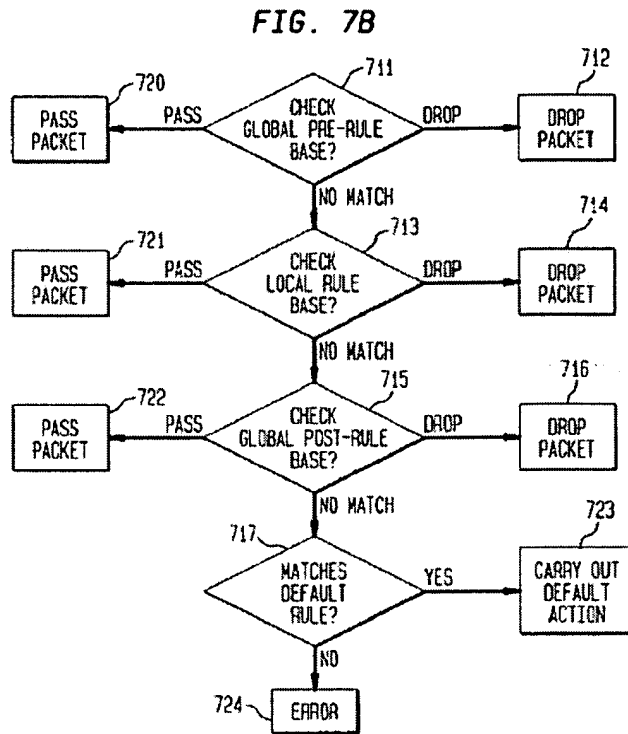 FIG. 7B
711
720
712
PASS
PACKET
PASS
CHECK
GLOBAL PRE-RULE
BASE?
DROP
DROP
PACKET
NO MATCH
721
713
714
PASS
PACKET
PASS
CHECK
LOCAL RULE
BASE?
DROP
DROP
PACKET
NO MATCH
722
715
716
PASS
PACKET
PASS
CHECK
GLOBAL POST-RULE
BASE?
DROP
DROP
PACKET
NO MATCH
717
723
MATCHES
DEFAULT
RULE?
YES
CARRY OUT
DEFAULT
ACTION
NO
724
ERROR